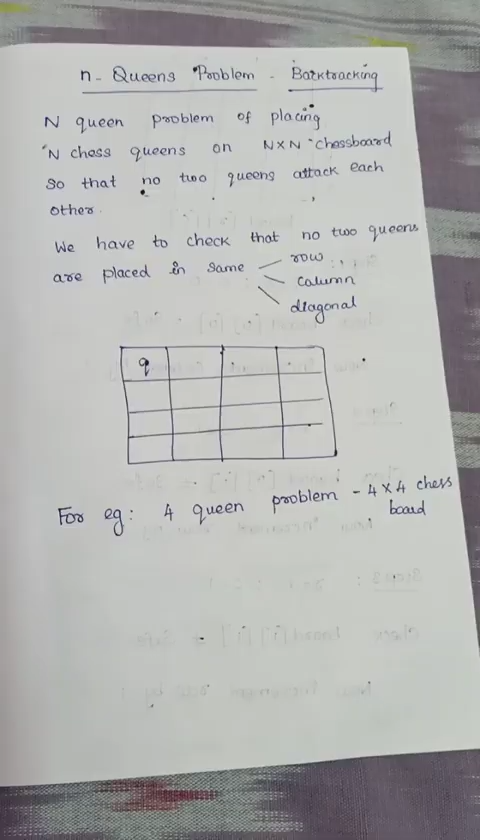 n - Queens Problem - Backtracking
N queen problem of placing
N chess queens on N×N chessboard
so that no two queens attack each
other.
We have to check that no two queens
are placed in same row
column
diagonal
q
For eg: 4 queen problem - 4×4 chess
board